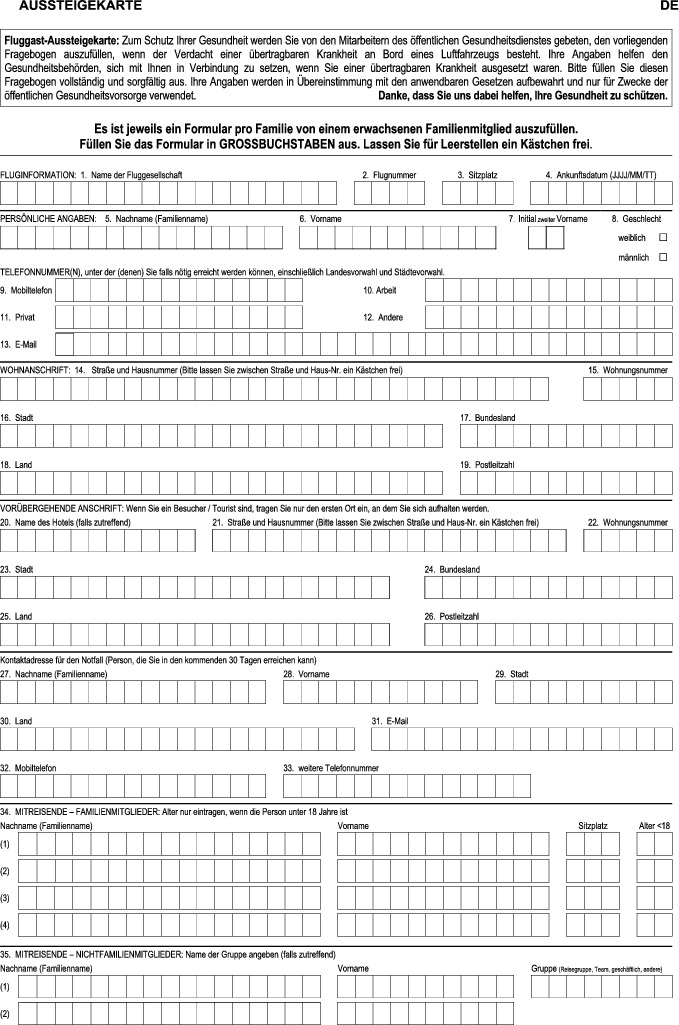 AUSSTEIGEKARTE DE
Fluggast-Aussteigekarte: Zum Schutz Ihrer Gesundheit werden Sie von den Mitarbeitern des öffentlichen Gesundheitsdienstes gebeten, den vorliegenden
Fragebogen auszufüllen, wenn der Verdacht einer übertragbaren Krankheit an Bord eines Luftfahrzeugs besteht. Ihre Angaben helfen den
Gesundheitsbehörden, sich mit Ihnen in Verbindung zu setzen, wenn Sie einer übertragbaren Krankheit ausgesetzt waren. Bitte füllen Sie diesen
Fragebogen vollständig und sorgfältig aus. Ihre Angaben werden in Übereinstimmung mit den anwendbaren Gesetzen aufbewahrt und nur für Zwecke der
öffentlichen Gesundheitsvorsorge verwendet. Danke, dass Sie uns dabei helfen, Ihre Gesundheit zu schützen.
Es ist jeweils ein Formular pro Familie von einem erwachsenen Familienmitglied auszufüllen.
Füllen Sie das Formular in GROSSBUCHSTABEN aus. Lassen Sie für Leerstellen ein Kästchen frei.
FLUGINFORMATION: 1. Name der Fluggesellschaft 2. Flugnummer 3. Sitzplatz 4. Ankunftsdatum (JJJJ/MM/TT)
PERSÖNLICHE ANGABEN: 5. Nachname (Familienname) 6. Vorname 7. Initial zweiter Vorname 8. Geschlecht
weiblich
männlich
TELEFONNUMMER(N), unter der (denen) Sie falls nötig erreicht werden können, einschließlich Landesvorwahl und Städtevorwahl.
9. Mobiltelefon 10. Arbeit
11. Privat 12. Andere
13. E-Mail
WOHNANSCHRIFT: 14. Straße und Hausnummer (Bitte lassen Sie zwischen Straße und Haus-Nr. ein Kästchen frei) 15. Wohnungsnummer
16. Stadt 17. Bundesland
18. Land 19. Postleitzahl
VORÜBERGEHENDE ANSCHRIFT: Wenn Sie ein Besucher / Tourist sind, tragen Sie nur den ersten Ort ein, an dem Sie sich aufhalten werden.
20. Name des Hotels (falls zutreffend) 21. Straße und Hausnummer (Bitte lassen Sie zwischen Straße und Haus-Nr. ein Kästchen frei) 22. Wohnungsnummer
23. Stadt 24. Bundesland
25. Land 26. Postleitzahl
Kontaktadresse für den Notfall (Person, die Sie in den kommenden 30 Tagen erreichen kann)
27. Nachname (Familienname) 28. Vorname 29. Stadt
30. Land 31. E-Mail
32. Mobiltelefon 33. weitere Telefonnummer
34. MITREISENDE – FAMILIENMITGLIEDER: Alter nur eintragen, wenn die Person unter 18 Jahre ist
Nachname (Familienname) Vorname Sitzplatz Alter <18
(1)
(2)
(3)
(4)
35. MITREISENDE – NICHTFAMILIENMITGLIEDER: Name der Gruppe angeben (falls zutreffend)
Nachname (Familienname) Vorname Gruppe (Reisegruppe, Team, geschäftlich, andere)
(1)
(2)